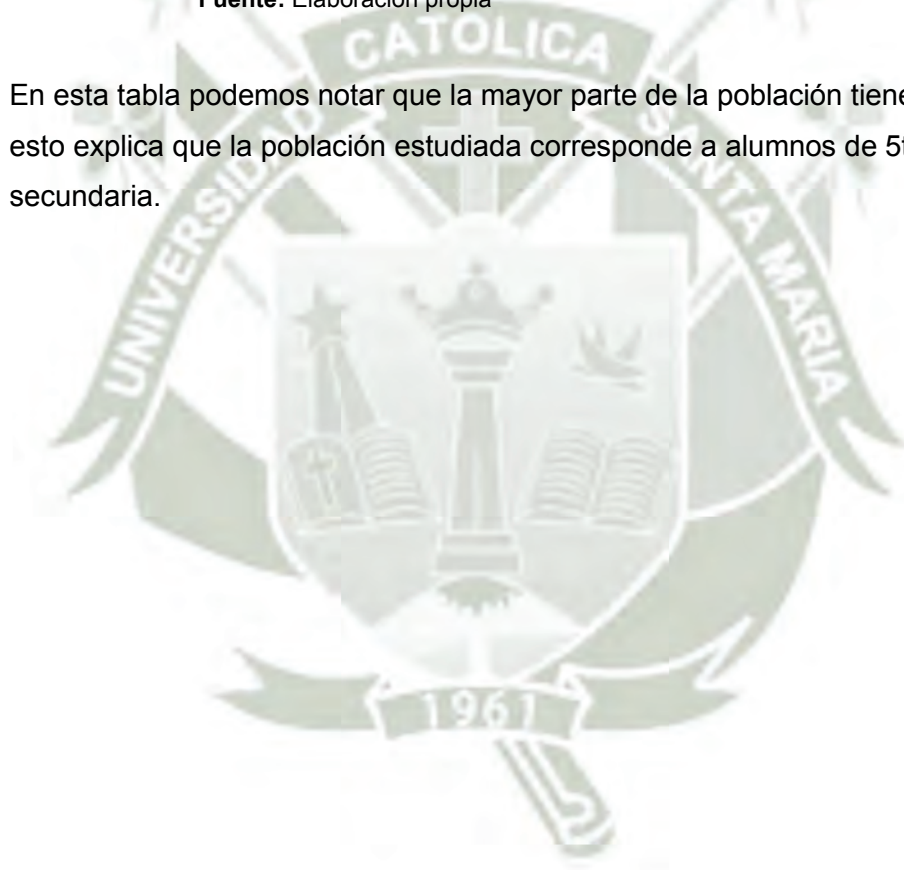 Fuente: Elaboración propia
CATOLICA
En esta tabla podemos notar que la mayor parte de la población tiene
esto explica que la población estudiada corresponde a alumnos de
secundaria.
UNIVERSIDAD
SANTA MARIA
1961